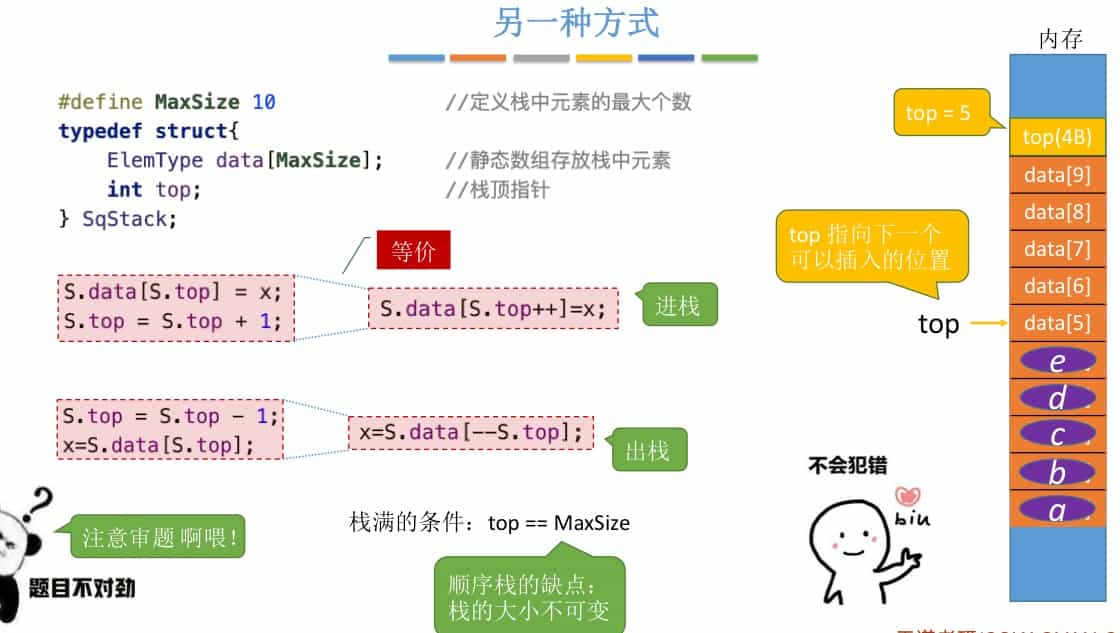 另一种方式
#define MaxSize 10 //定义栈中元素的最大个数
typedef struct{
ElemType data[MaxSize]; //静态数组存放栈中元素
int top; //栈顶指针
} SqStack;
等价
S.data[S.top] = x;
S.top = S.top + 1;
S.data[S.top++]=x;
进栈
S.top = S.top - 1;
x=S.data[S.top];
x=S.data[--S.top];
出栈
注意审题 啊喂!
题目不对劲
栈满的条件：top == MaxSize
顺序栈的缺点：
栈的大小不可变
内存
top = 5
top(4B)
data[9]
data[8]
data[7]
data[6]
data[5]
top 指向下一个
可以插入的位置
top
e
d
c
b
a
不会犯错
biu